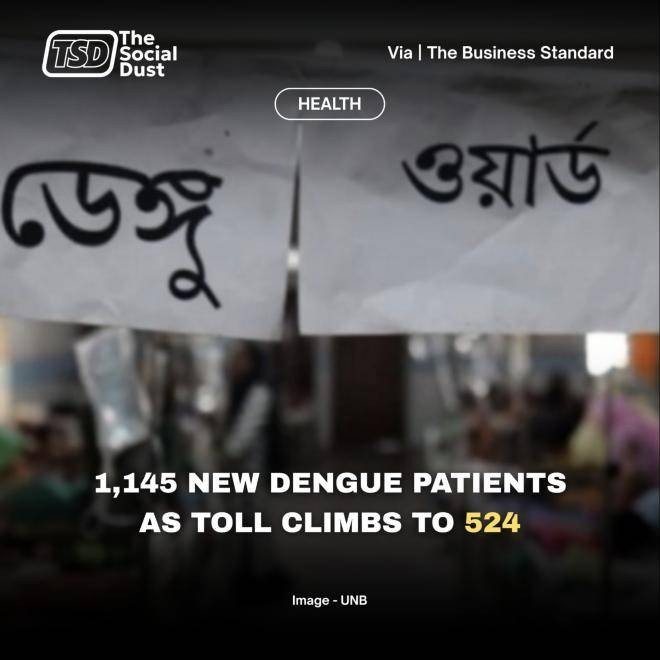 TSD
The
Social
Dust
Via | The Business Standard
HEALTH
ডেঙ্গু
ওয়ার্ড
1,145 NEW DENGUE PATIENTS
AS TOLL CLIMBS TO 524
Image - UNB